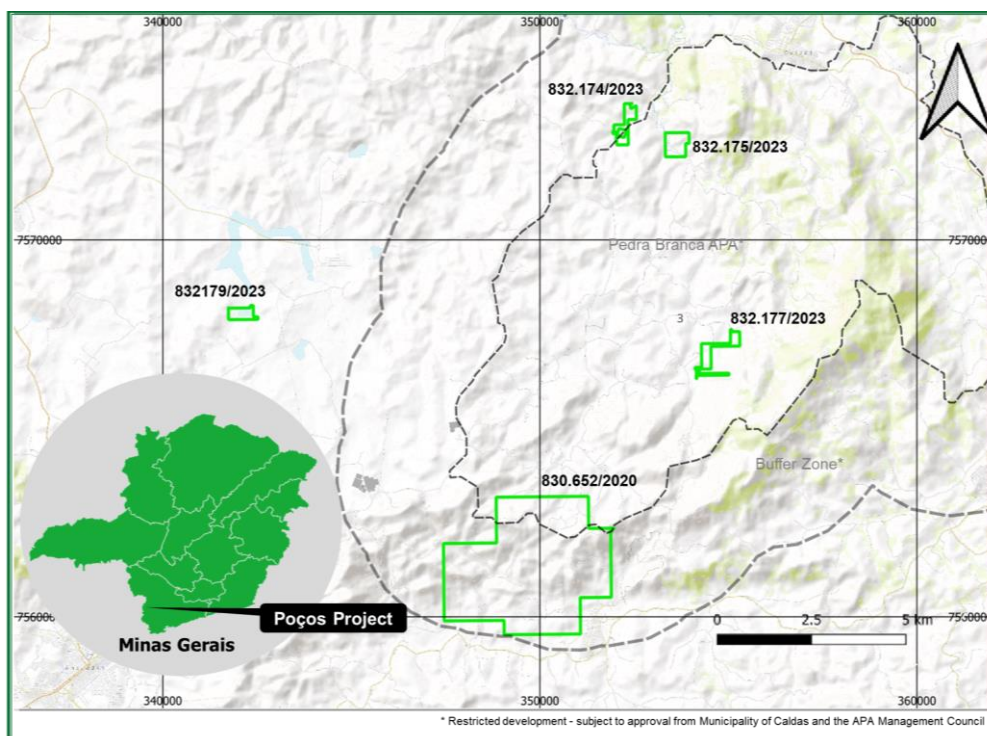 340000
350000
360000
832.174/2023
832.175/2023
7570000
Pedra Branca APA*
832179/2023
3
832.177/2023
Buffer Zone*
830.652/2020
Poços Project
Minas Gerais
0
2.5
5 km
340000
350000
360000
* Restricted development - subject to approval from Municipality of Caldas and the APA Management Council